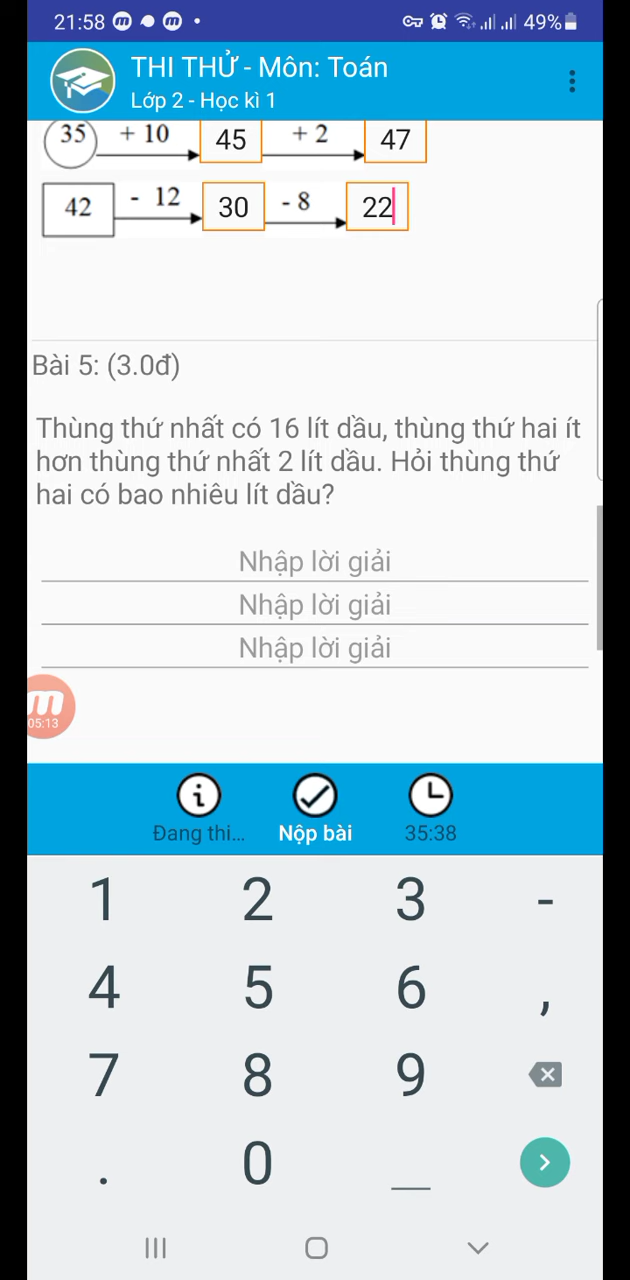 21:58 m m • 49%
THI THỬ - Môn: Toán
Lớp 2 - Học kì 1
35 + 10 45 + 2 47
42 - 12 30 - 8 22
Bài 5: (3.0đ)
Thùng thứ nhất có 16 lít dầu, thùng thứ hai ít
hơn thùng thứ nhất 2 lít dầu. Hỏi thùng thứ
hai có bao nhiêu lít dầu?
Nhập lời giải
Nhập lời giải
Nhập lời giải
m
05:13
Đang thi... Nộp bài 35:38
1 2 3 -
4 5 6 ,
7 8 9
. 0 _